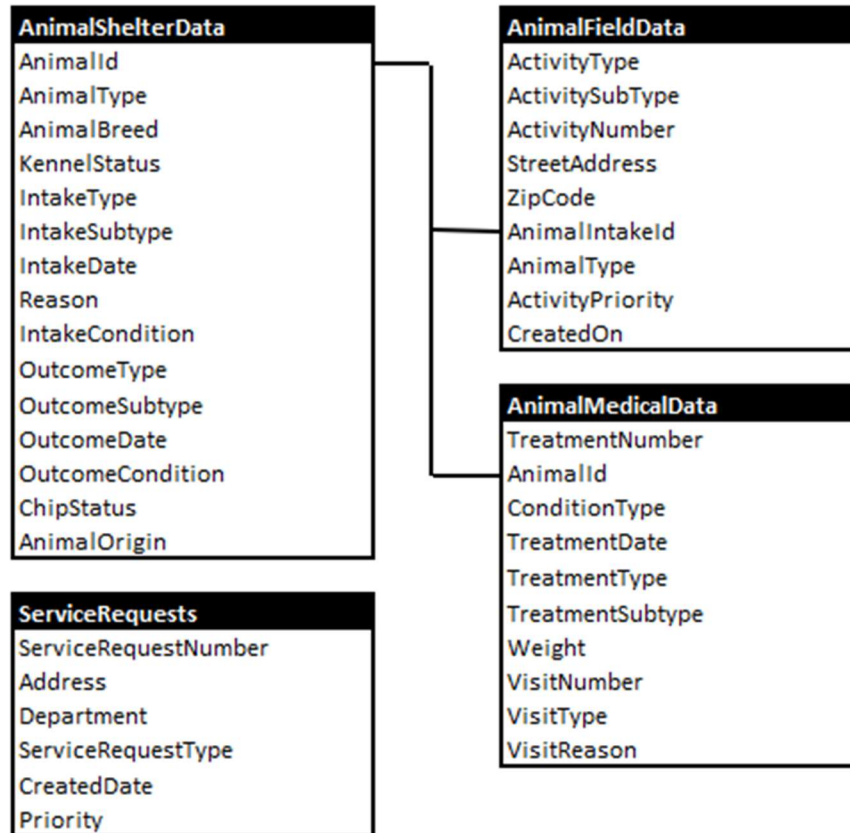 AnimalShelterData
AnimalId
AnimalType
AnimalBreed
KennelStatus
IntakeType
IntakeSubtype
IntakeDate
Reason
IntakeCondition
OutcomeType
OutcomeSubtype
OutcomeDate
OutcomeCondition
ChipStatus
AnimalOrigin
ServiceRequests
ServiceRequestNumber
Address
Department
ServiceRequestType
CreatedDate
Priority
AnimalFieldData
ActivityType
ActivitySubType
ActivityNumber
StreetAddress
ZipCode
AnimalIntakeId
AnimalType
ActivityPriority
CreatedOn
AnimalMedicalData
TreatmentNumber
AnimalId
ConditionType
TreatmentDate
TreatmentType
TreatmentSubtype
Weight
VisitNumber
VisitType
VisitReason